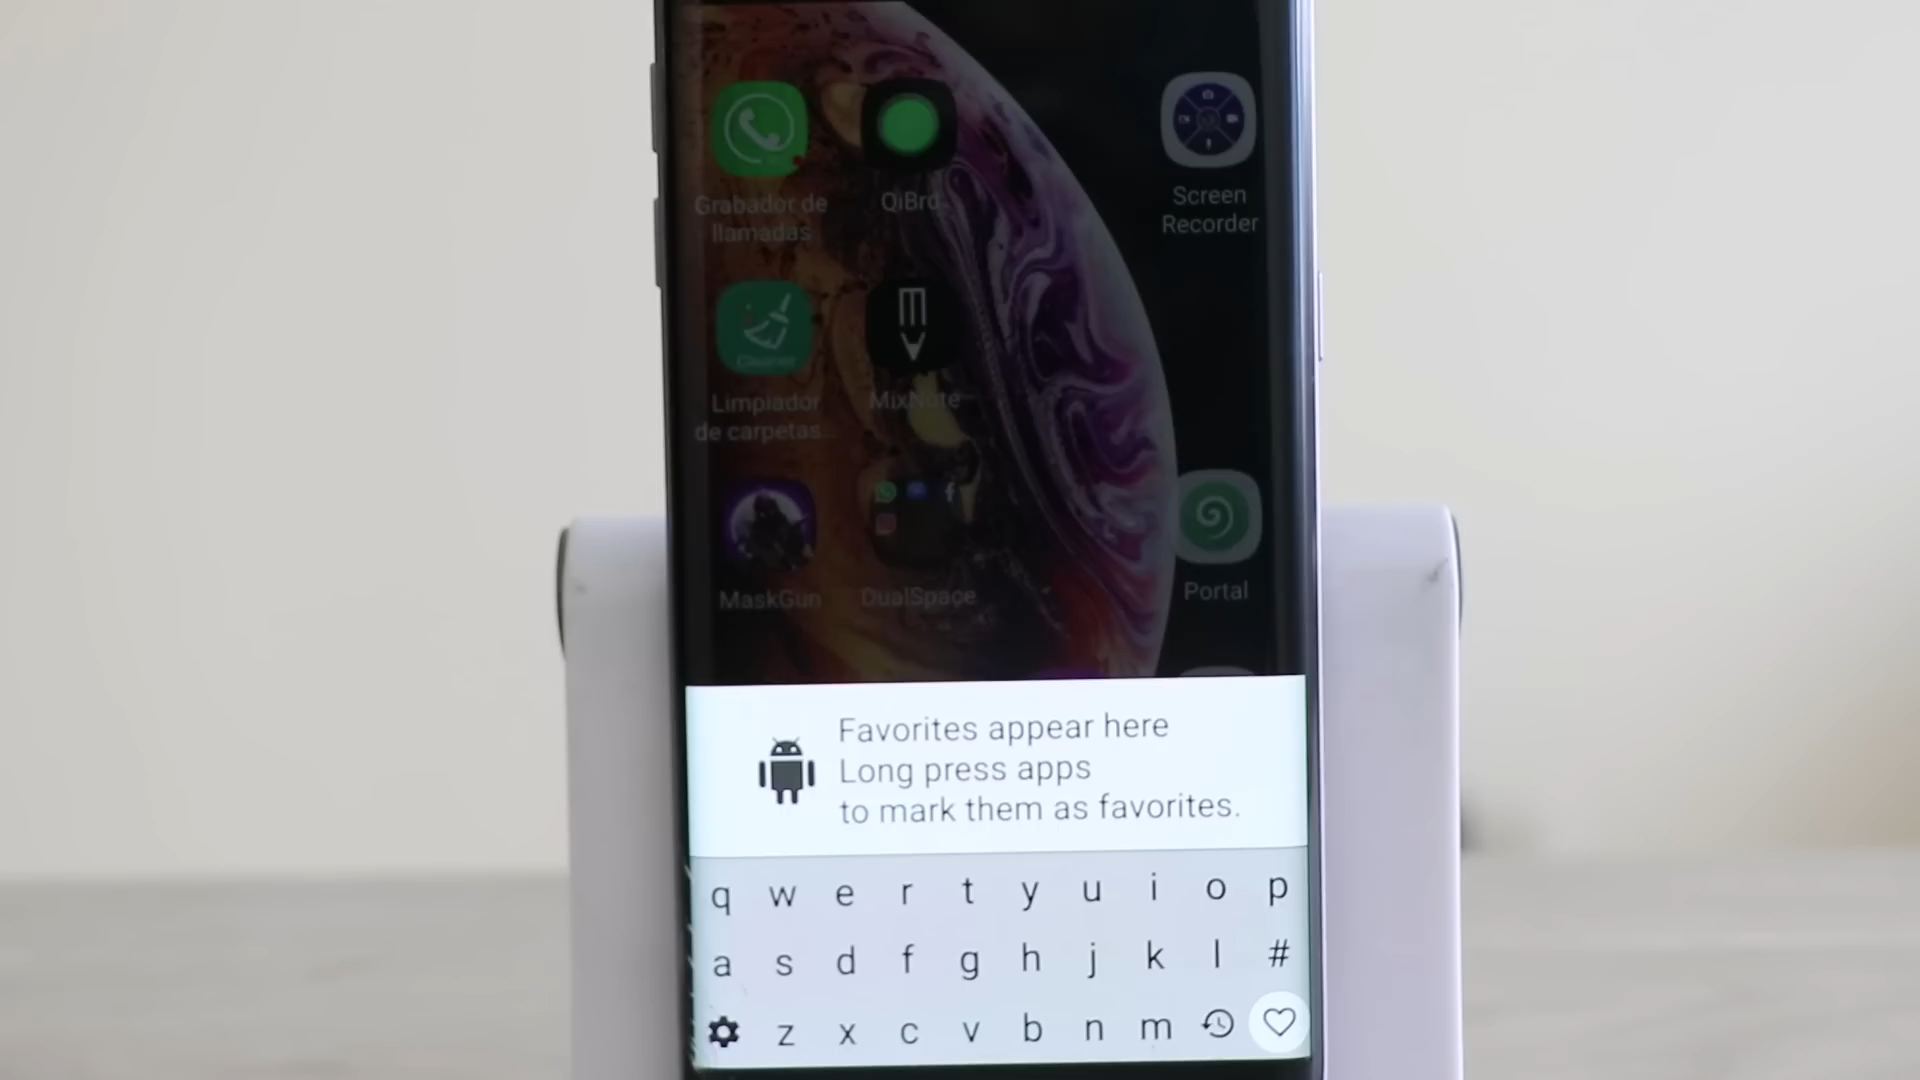 Grabador de
llamadas
QiBrd
Screen
Recorder
Cleaner
Limpiador
de carpetas...
MixNote
MaskGun
DualSpace
Portal
Favorites appear here
Long press apps
to mark them as favorites.
q w e r t y u i o p
a s d f g h j k l #
z x c v b n m